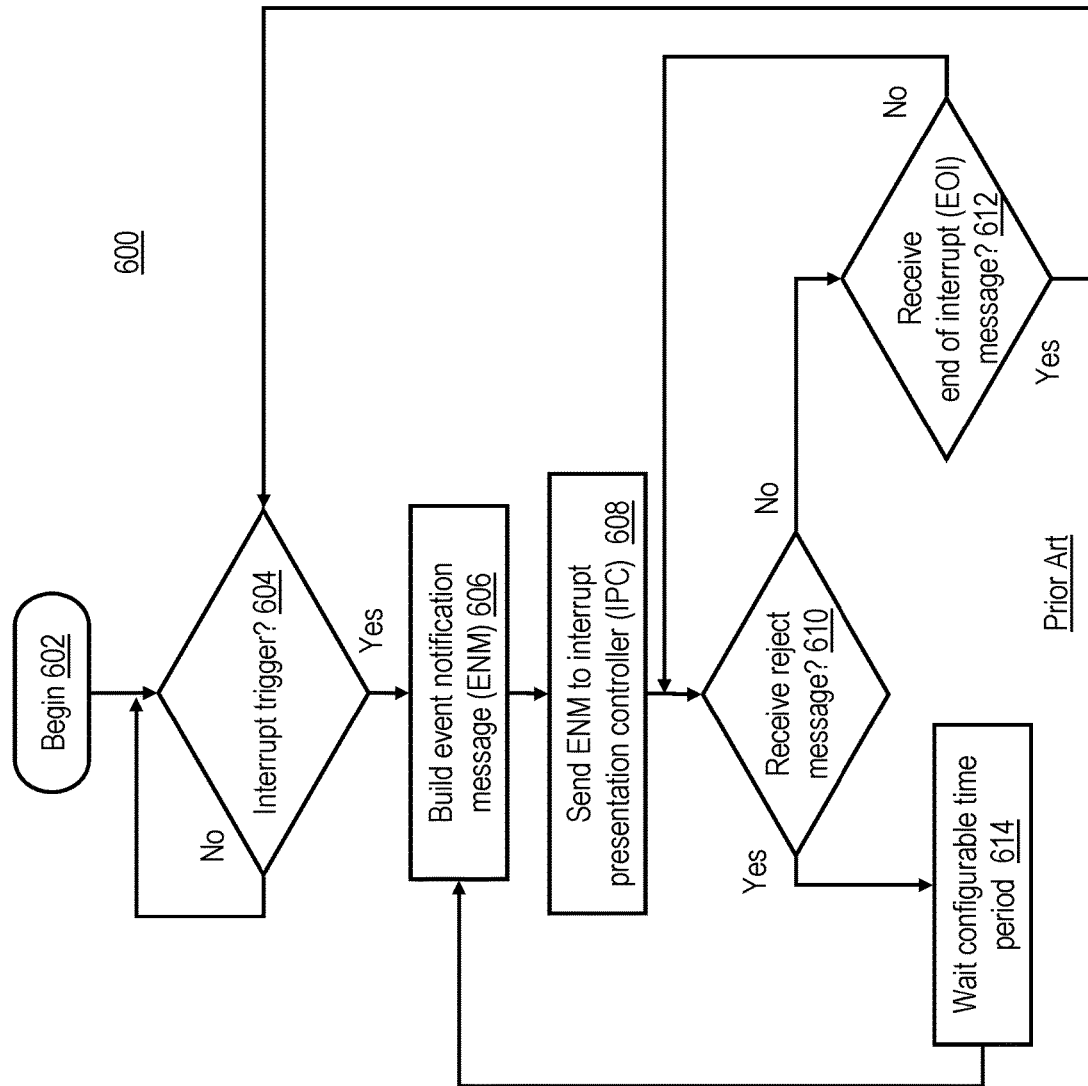 600
Begin 602
Interrupt trigger? 604
No
Yes
Build event notification
message (ENM) 606
Send ENM to interrupt
presentation controller (IPC) 608
Receive reject
message? 610
No
Yes
Receive
end of interrupt (EOI)
message? 612
No
Yes
Wait configurable time
period 614
Prior Art